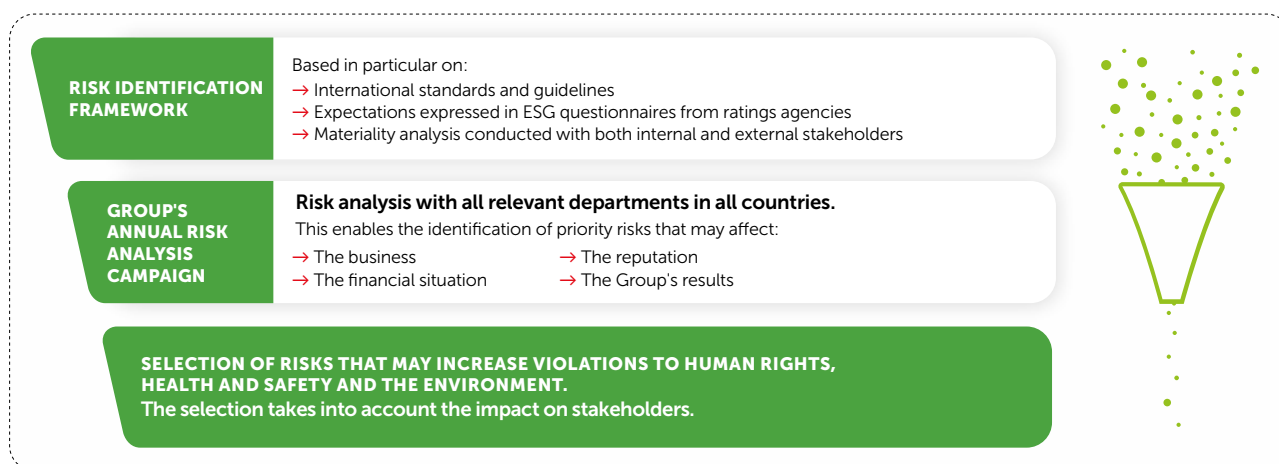 RISK IDENTIFICATION
FRAMEWORK
Based in particular on:
→ International standards and guidelines
→ Expectations expressed in ESG questionnaires from ratings agencies
→ Materiality analysis conducted with both internal and external stakeholders
GROUP'S
ANNUAL RISK
ANALYSIS
CAMPAIGN
Risk analysis with all relevant departments in all countries.
This enables the identification of priority risks that may affect:
→ The business
→ The financial situation
→ The reputation
→ The Group's results
SELECTION OF RISKS THAT MAY INCREASE VIOLATIONS TO HUMAN RIGHTS,
HEALTH AND SAFETY AND THE ENVIRONMENT.
The selection takes into account the impact on stakeholders.